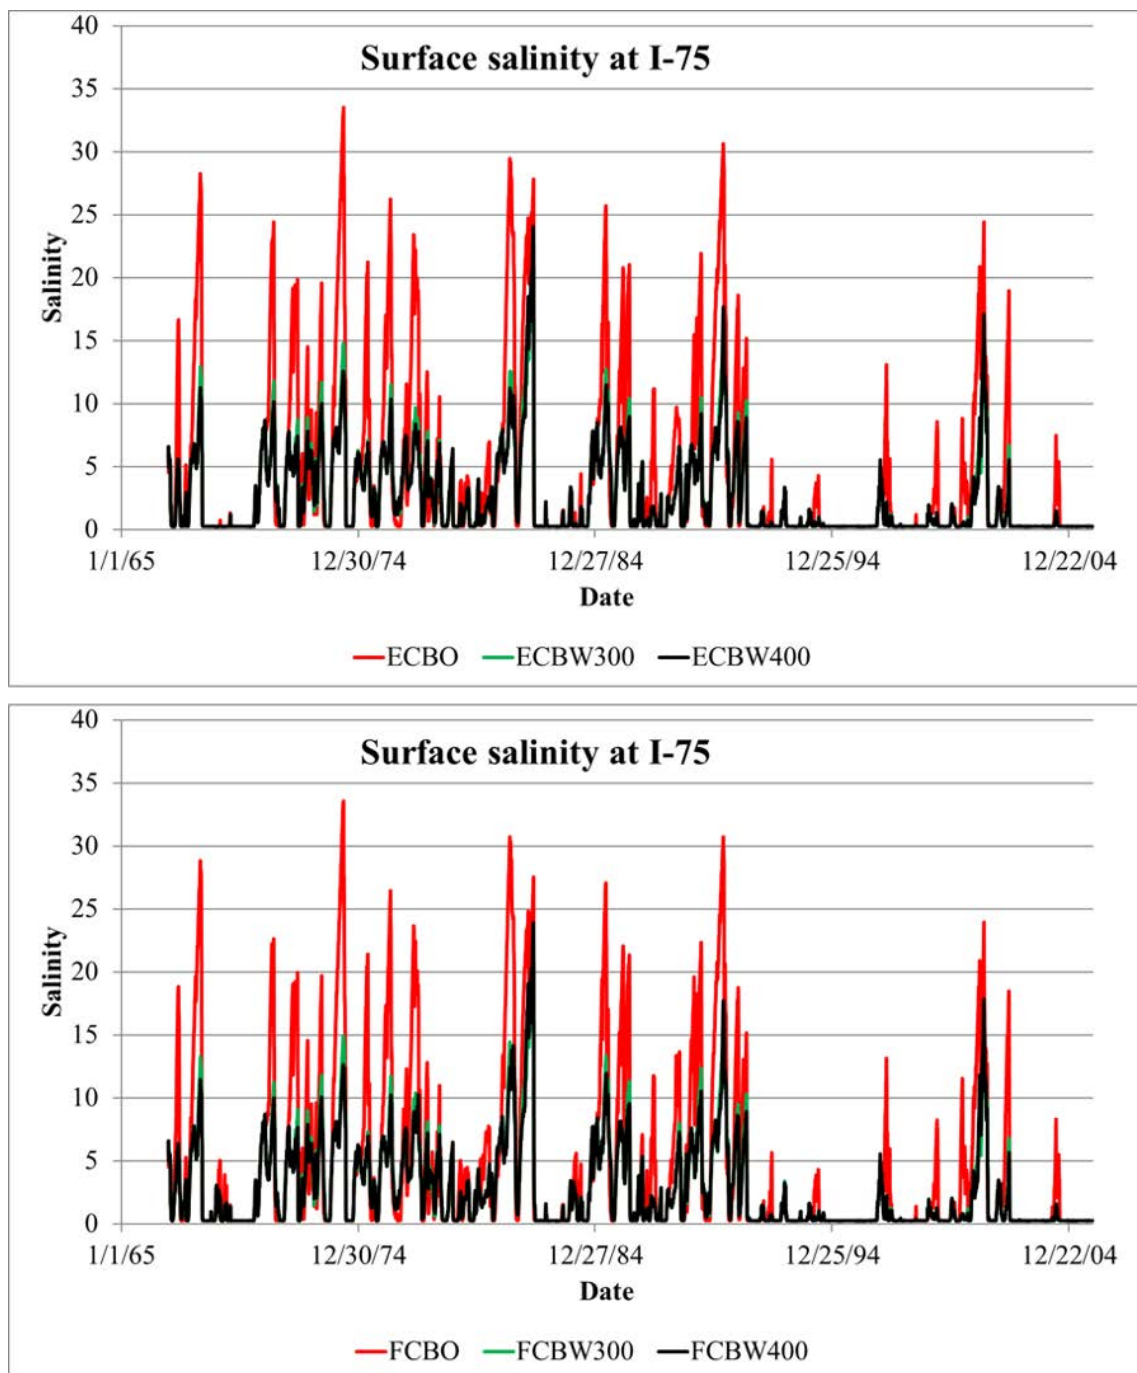 Surface salinity at I-75
40
35
30
25
20
15
10
5
0
Salinity
1/1/65 12/30/74 12/27/84 12/25/94 12/22/04
Date
ECBO ECBW300 ECBW400
Surface salinity at I-75
40
35
30
25
20
15
10
5
0
Salinity
1/1/65 12/30/74 12/27/84 12/25/94 12/22/04
Date
FCBO FCBW300 FCBW400